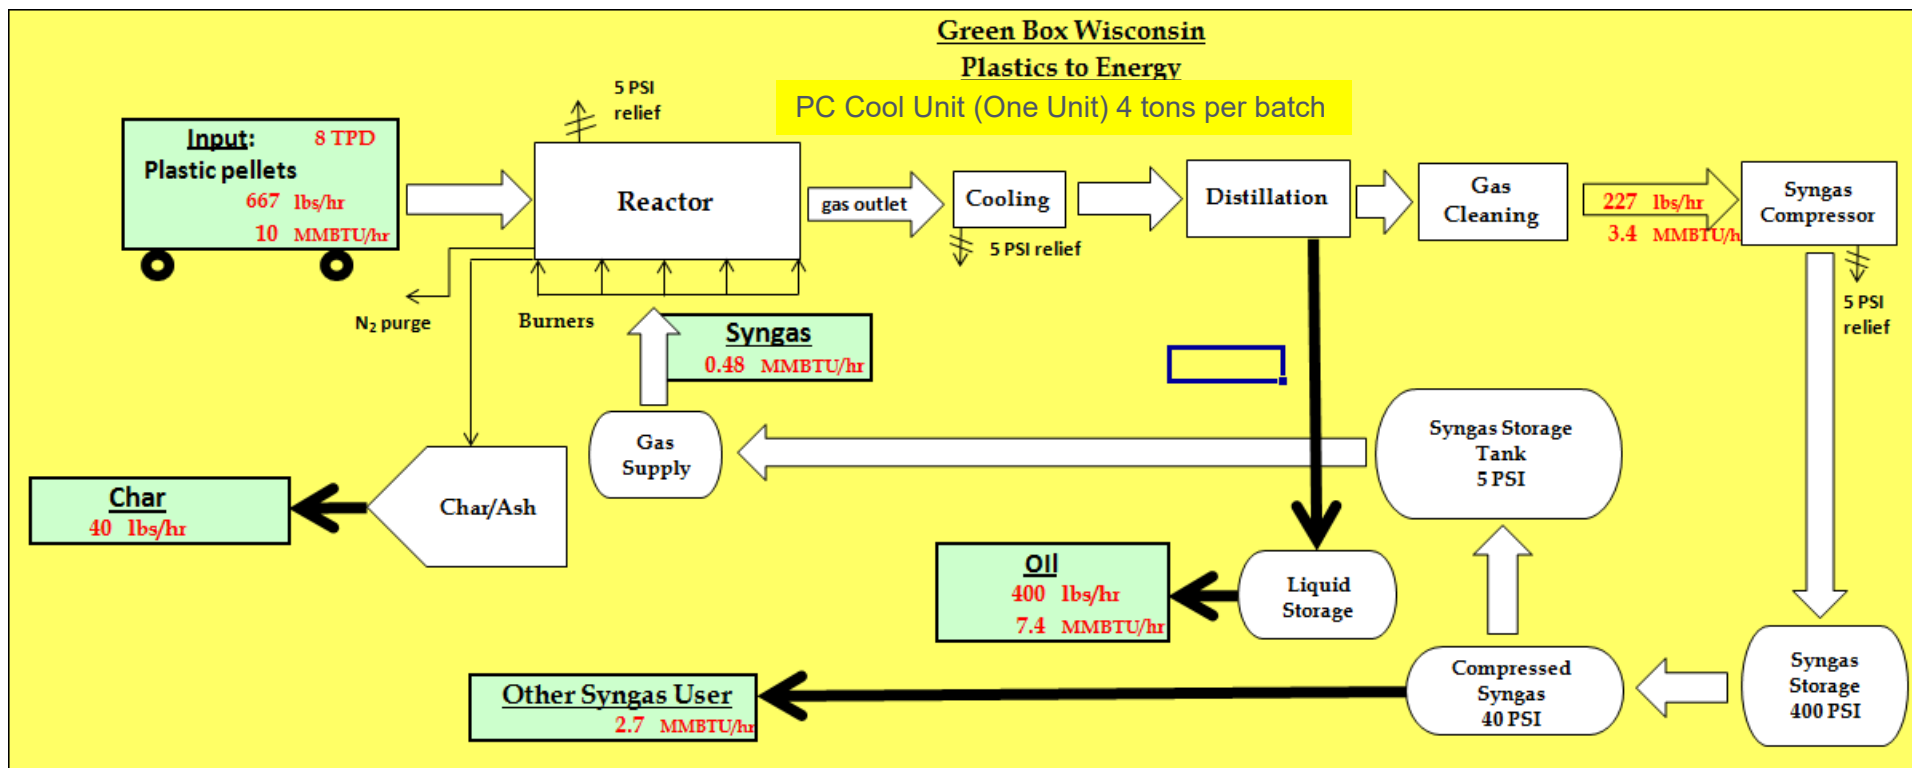 Green Box Wisconsin
Plastics to Energy
PC Cool Unit (One Unit) 4 tons per batch
5 PSI
relief
Input: 8 TPD
Plastic pellets
667 lbs/hr
10 MMBTU/hr
Reactor
gas outlet
Cooling
5 PSI relief
Distillation
Gas
Cleaning
227 lbs/hr
3.4 MMBTU/h
Syngas
Compressor
5 PSI
relief
N2 purge
Burners
Syngas
0.48 MMBTU/hr
Gas
Supply
Syngas Storage
Tank
5 PSI
Char/Ash
Char
40 lbs/hr
OIl
400 lbs/hr
7.4 MMBTU/hr
Liquid
Storage
Other Syngas User
2.7 MMBTU/hr
Compressed
Syngas
40 PSI
Syngas
Storage
400 PSI